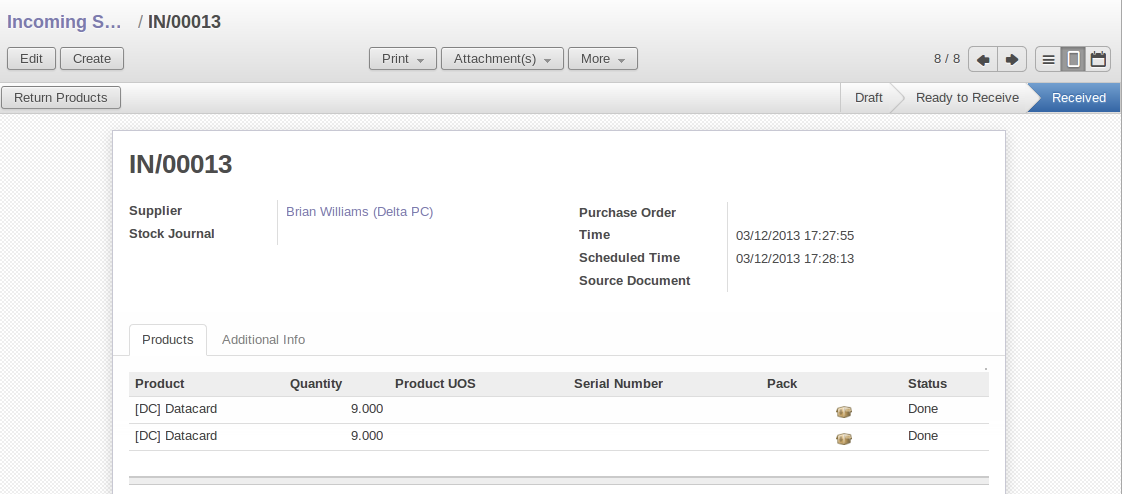 Incoming S... / IN/00013
Edit Create Print Attachment(s) More 8 / 8
Return Products Draft Ready to Receive Received
IN/00013
Supplier Brian Williams (Delta PC)
Stock Journal
Purchase Order
Time 03/12/2013 17:27:55
Scheduled Time 03/12/2013 17:28:13
Source Document
Products Additional Info
Product Quantity Product UOS Serial Number Pack Status
[DC] Datacard 9.000 Done
[DC] Datacard 9.000 Done